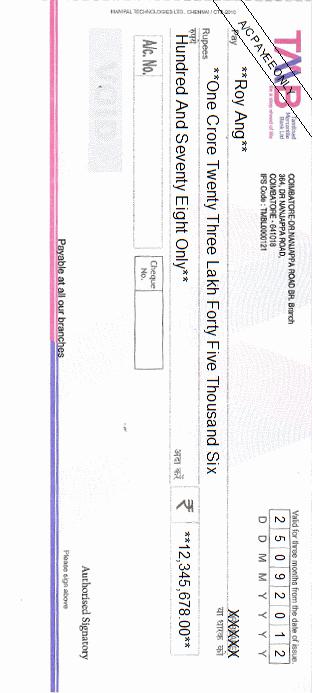 A/C PAYEE ONLY
TMB
Tamilnad
Mercantile
Bank Ltd
Be a step ahead of life
COIMBATORE-DR NANJAPPA ROAD BR. Branch
384, DR NANJAPPA ROAD,
COIMBATORE - 641018
IFS Code : TMBL0000121
Valid for three months from the date of issue.
2 5 0 9 2 0 1 2
D D M M Y Y Y Y
Pay **Roy Ang**
XXXXXX
या धारक को
Rupees **One Crore Twenty Three Lakh Forty Five Thousand Six
रुपये
Hundred And Seventy Eight Only**
अदा करें
₹ **12,345,678.00**
A/c. No.
Cheque
No.
VOID
Authorised Signatory
Please sign above
Payable at all our branches
MANIPAL TECHNOLOGIES LTD., CHENNAI / CTS-2010